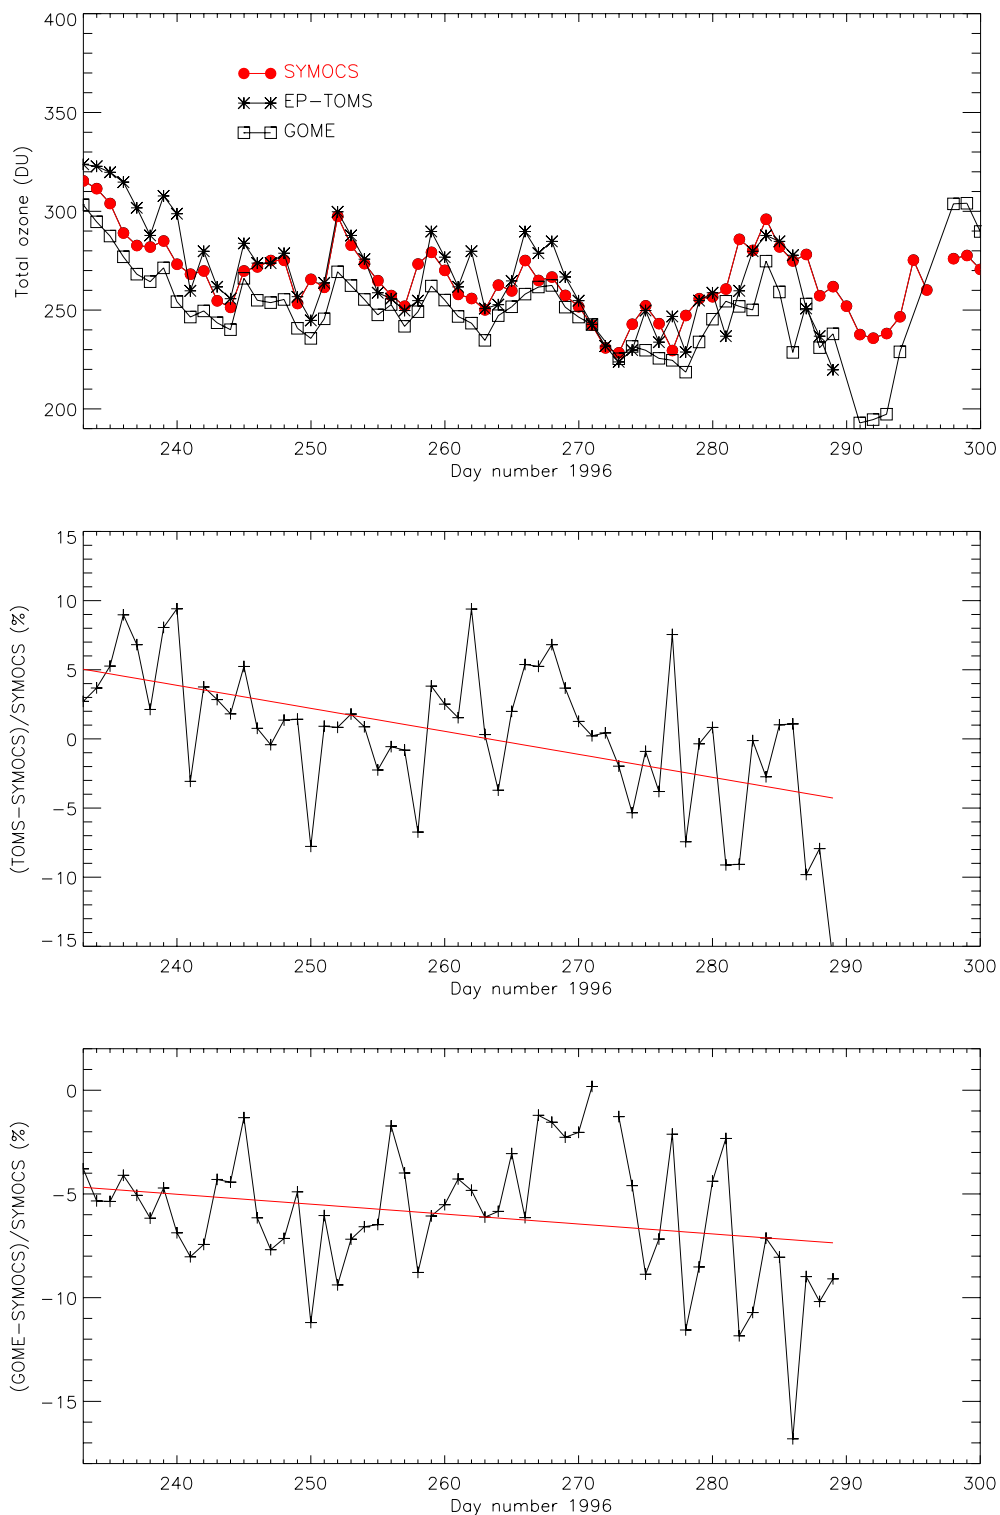 400
350
300
250
200
Total ozone (DU)
SYMOCS
EP-TOMS
GOME
240 250 260 270 280 290 300
Day number 1996
15
10
5
0
-5
-10
-15
(TOMS-SYMOCS)/SYMOCS (%)
240 250 260 270 280 290 300
Day number 1996
0
-5
-10
-15
(GOME-SYMOCS)/SYMOCS (%)
240 250 260 270 280 290 300
Day number 1996